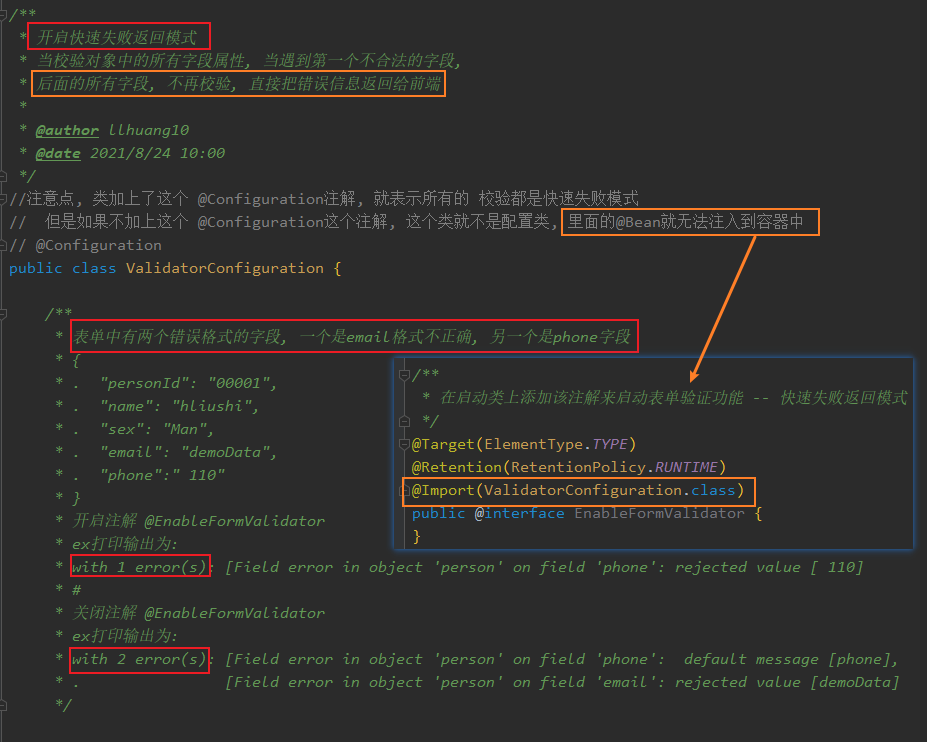 /**
* 开启快速失败返回模式
* 当校验对象中的所有字段属性, 当遇到第一个不合法的字段,
* 后面的所有字段, 不再校验, 直接把错误信息返回给前端
*
* @author llhuang10
* @date 2021/8/24 10:00
*/
//注意点, 类加上了这个 @Configuration注解, 就表示所有的 校验都是快速失败模式
//  但是如果不加上这个 @Configuration这个注解, 这个类就不是配置类, 里面的@Bean就无法注入到容器中
// @Configuration
public class ValidatorConfiguration {
/**
* 表单中有两个错误格式的字段, 一个是email格式不正确, 另一个是phone字段
* {
* .  "personId": "00001",
* .  "name": "hliushi",
* .  "sex": "Man",
* .  "email": "demoData",
* .  "phone":" 110"
* }
* 开启注解 @EnableFormValidator
* ex打印输出为:
* with 1 error(s): [Field error in object 'person' on field 'phone': rejected value [ 110]
* #
* 关闭注解 @EnableFormValidator
* ex打印输出为:
* with 2 error(s): [Field error in object 'person' on field 'phone':  default message [phone],
* .                [Field error in object 'person' on field 'email': rejected value [demoData]
*/
/**
* 在启动类上添加该注解来启动表单验证功能 -- 快速失败返回模式
*/
@Target(ElementType.TYPE)
@Retention(RetentionPolicy.RUNTIME)
@Import(ValidatorConfiguration.class)
public @interface EnableFormValidator {
}